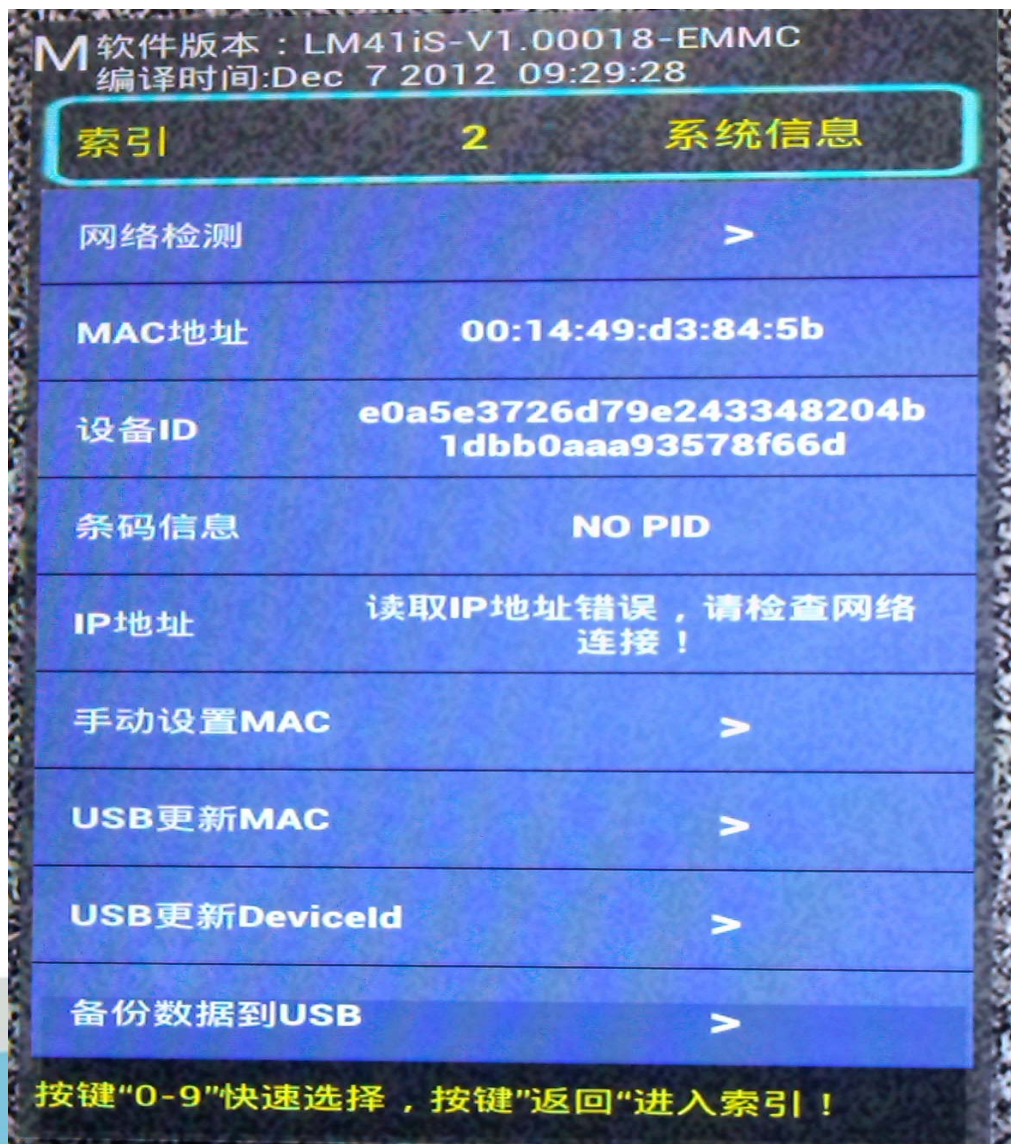 M
软件版本：LM41iS-V1.00018-EMMC
编译时间:Dec 7 2012 09:29:28
索引 2 系统信息
网络检测 >
MAC地址 00:14:49:d3:84:5b
设备ID e0a5e3726d79e243348204b
1dbb0aaa93578f66d
条码信息 NO PID
IP地址 读取IP地址错误，请检查网络
连接！
手动设置MAC >
USB更新MAC >
USB更新DeviceId >
备份数据到USB >
按键“0-9”快速选择，按键”返回“进入索引！